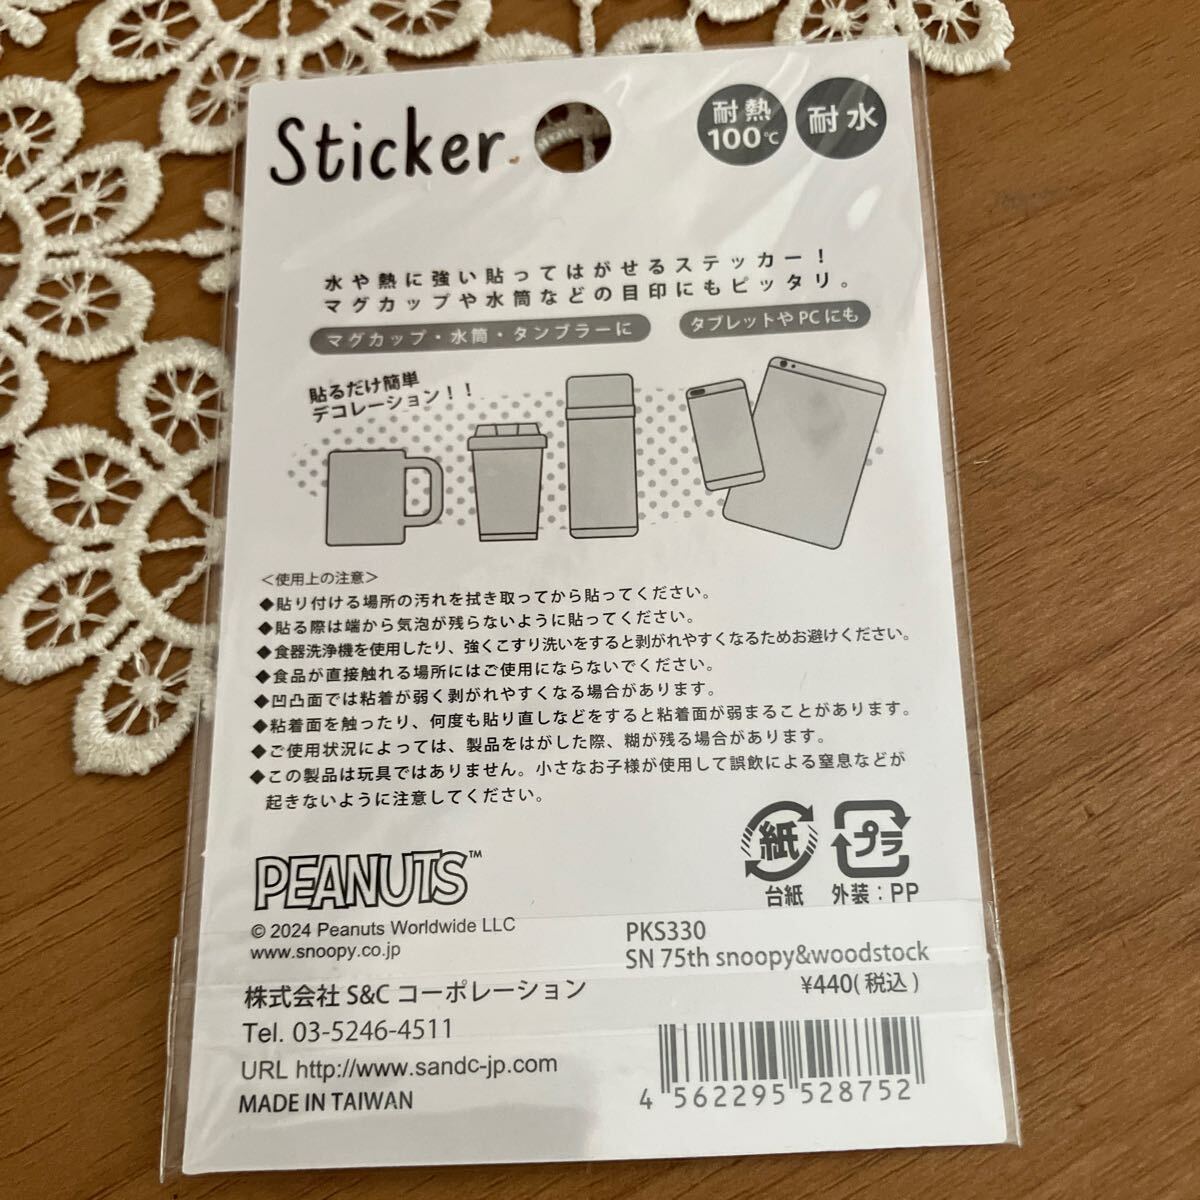 Sticker
耐熱
100℃
耐水
水や熱に強い貼ってはがせるステッカー！
マグカップや水筒などの目印にもピッタリ。
マグカップ・水筒・タンブラーに
タブレットやPCにも
貼るだけ簡単
デコレーション！！
＜使用上の注意＞
◆貼り付ける場所の汚れを拭き取ってから貼ってください。
◆貼る際は端から気泡が残らないように貼ってください。
◆食器洗浄機を使用したり、強くこすり洗いをすると剥がれやすくなるためお避けください。
◆食品が直接触れる場所にはご使用にならないでください。
◆凹凸面では粘着が弱く剥がれやすくなる場合があります。
◆粘着面を触ったり、何度も貼り直しなどをすると粘着面が弱まることがあります。
◆ご使用状況によっては、製品をはがした際、糊が残る場合があります。
◆この製品は玩具ではありません。小さなお子様が使用して誤飲による窒息などが
起きないように注意してください。
紙
台紙
プラ
外装：PP
PEANUTS™
© 2024 Peanuts Worldwide LLC
www.snoopy.co.jp
PKS330
SN 75th snoopy&woodstock
¥440(税込)
株式会社 S&C コーポレーション
Tel. 03-5246-4511
URL http://www.sandc-jp.com
MADE IN TAIWAN
4 562295 528752